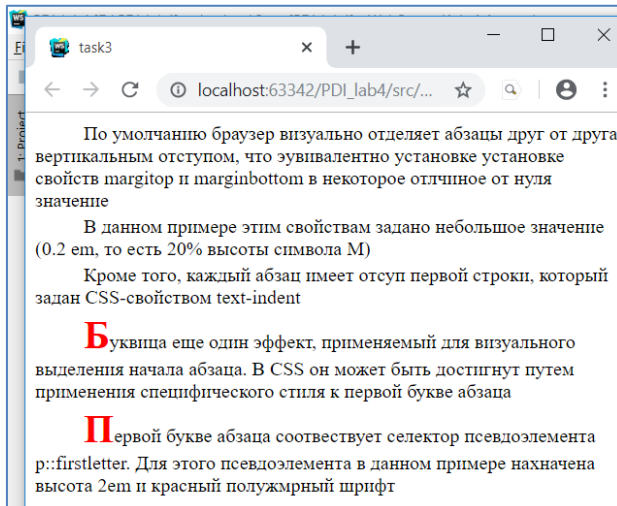 task3
localhost:63342/PDI_lab4/src/...
1: Project
По умолчанию браузер визуально отделяет абзацы друг от друга
вертикальным отступом, что эувивалентно установке установке
свойств margitop и marginbottom в некоторое отлчиное от нуля
значение
В данном примере этим свойствам задано небольшое значение
(0.2 em, то есть 20% высоты символа М)
Кроме того, каждый абзац имеет отсуп первой строки, который
задан CSS-свойством text-indent
Буквица еще один эффект, применяемый для визуального
выделения начала абзаца. В CSS он может быть достигнут путем
применения специфического стиля к первой букве абзаца
Первой букве абзаца соотвествует селектор псевдоэлемента
p::firstletter. Для этого псевдоэлемента в данном примере нахначена
высота 2em и красный полужмрный шрифт